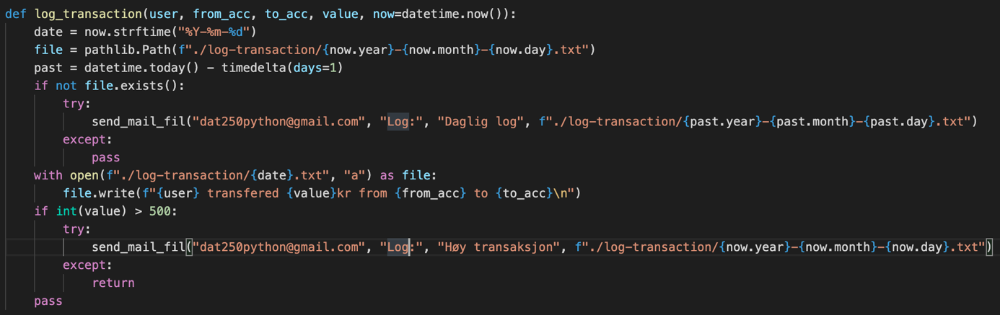 def log_transaction(user, from_acc, to_acc, value, now=datetime.now()):
    date = now.strftime("%Y-%m-%d")
    file = pathlib.Path(f"./log-transaction/{now.year}-{now.month}-{now.day}.txt")
    past = datetime.today() - timedelta(days=1)
    if not file.exists():
        try:
            send_mail_fil("dat250python@gmail.com", "Log:", "Daglig log", f"./log-transaction/{past.year}-{past.month}-{past.day}.txt")
        except:
            pass
    with open(f"./log-transaction/{date}.txt", "a") as file:
        file.write(f"{user} transfered {value}kr from {from_acc} to {to_acc}\n")
    if int(value) > 500:
        try:
            send_mail_fil("dat250python@gmail.com", "Log:", "Høy transaksjon", f"./log-transaction/{now.year}-{now.month}-{now.day}.txt")
        except:
            return
    pass